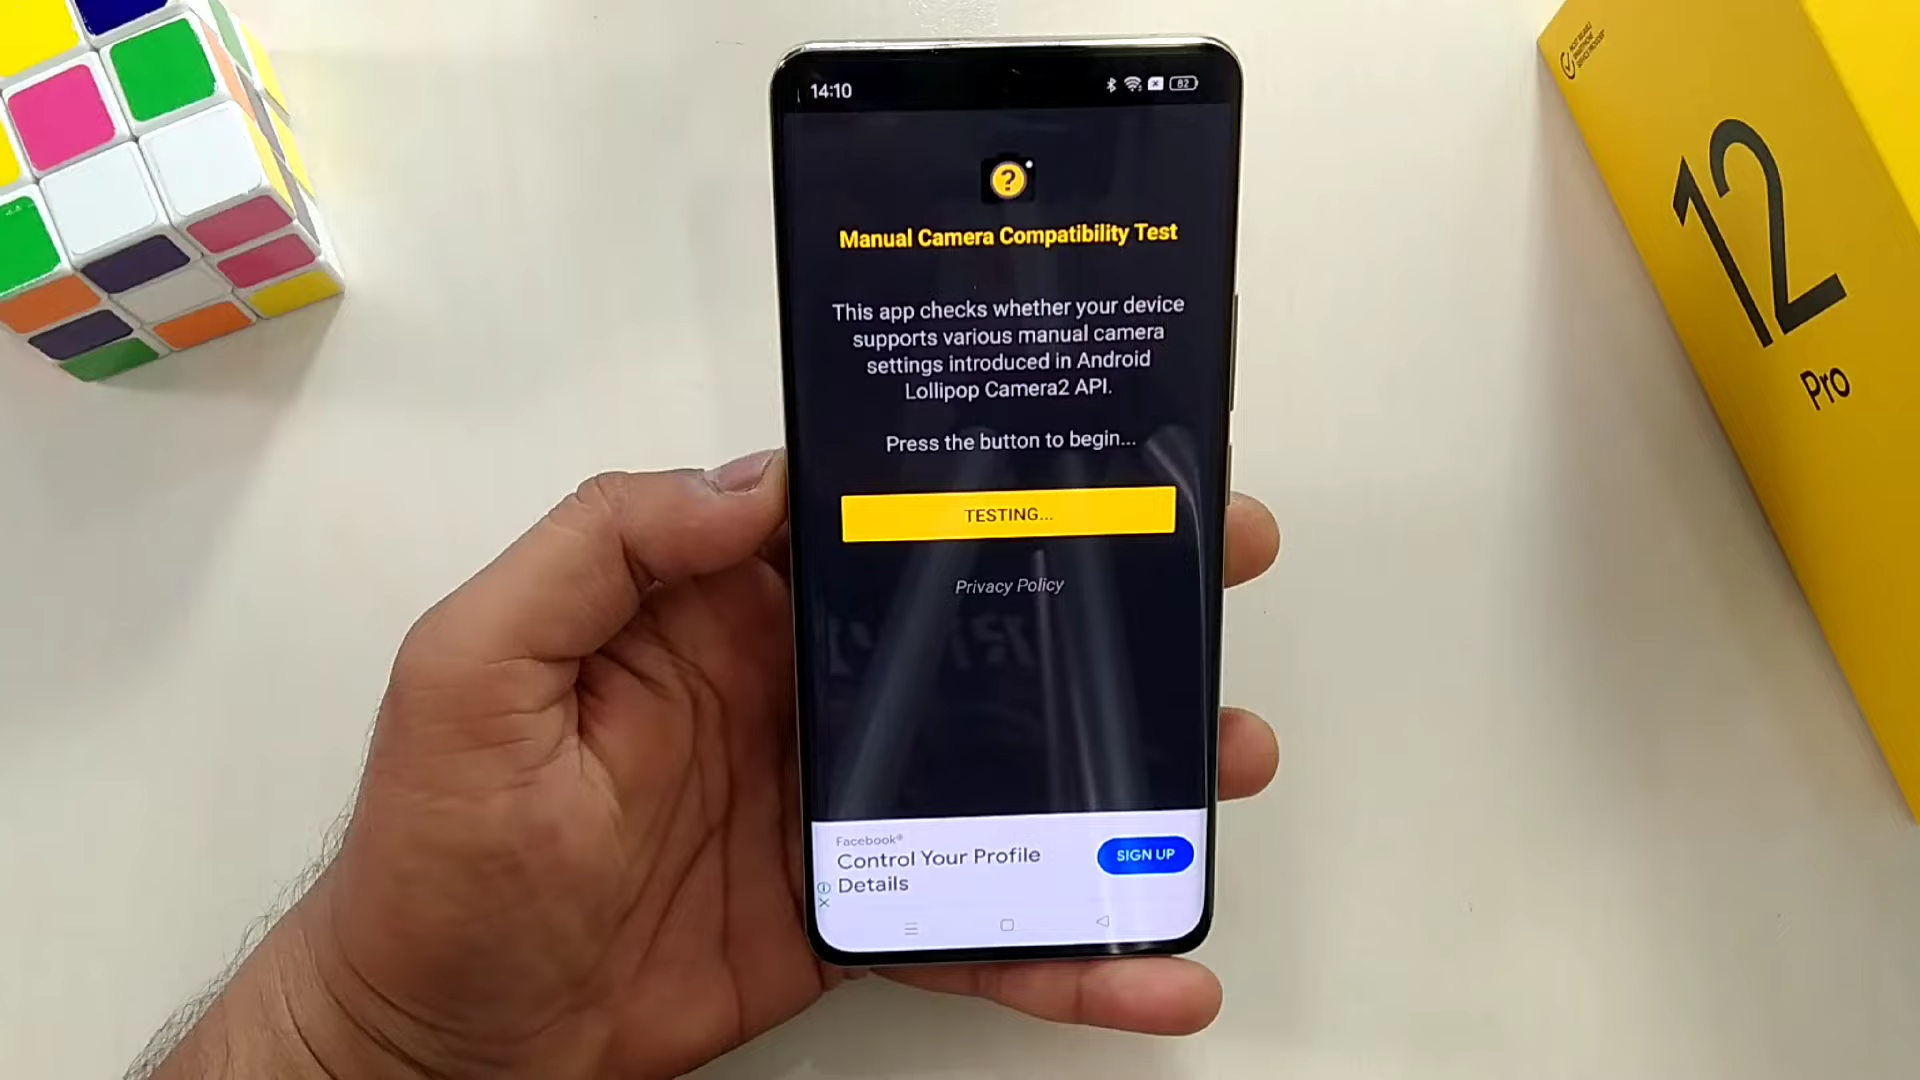 14:10
82
?
Manual Camera Compatibility Test
This app checks whether your device
supports various manual camera
settings introduced in Android
Lollipop Camera2 API.
Press the button to begin...
TESTING...
Privacy Policy
Facebook®
Control Your Profile
Details
SIGN UP
12
Pro